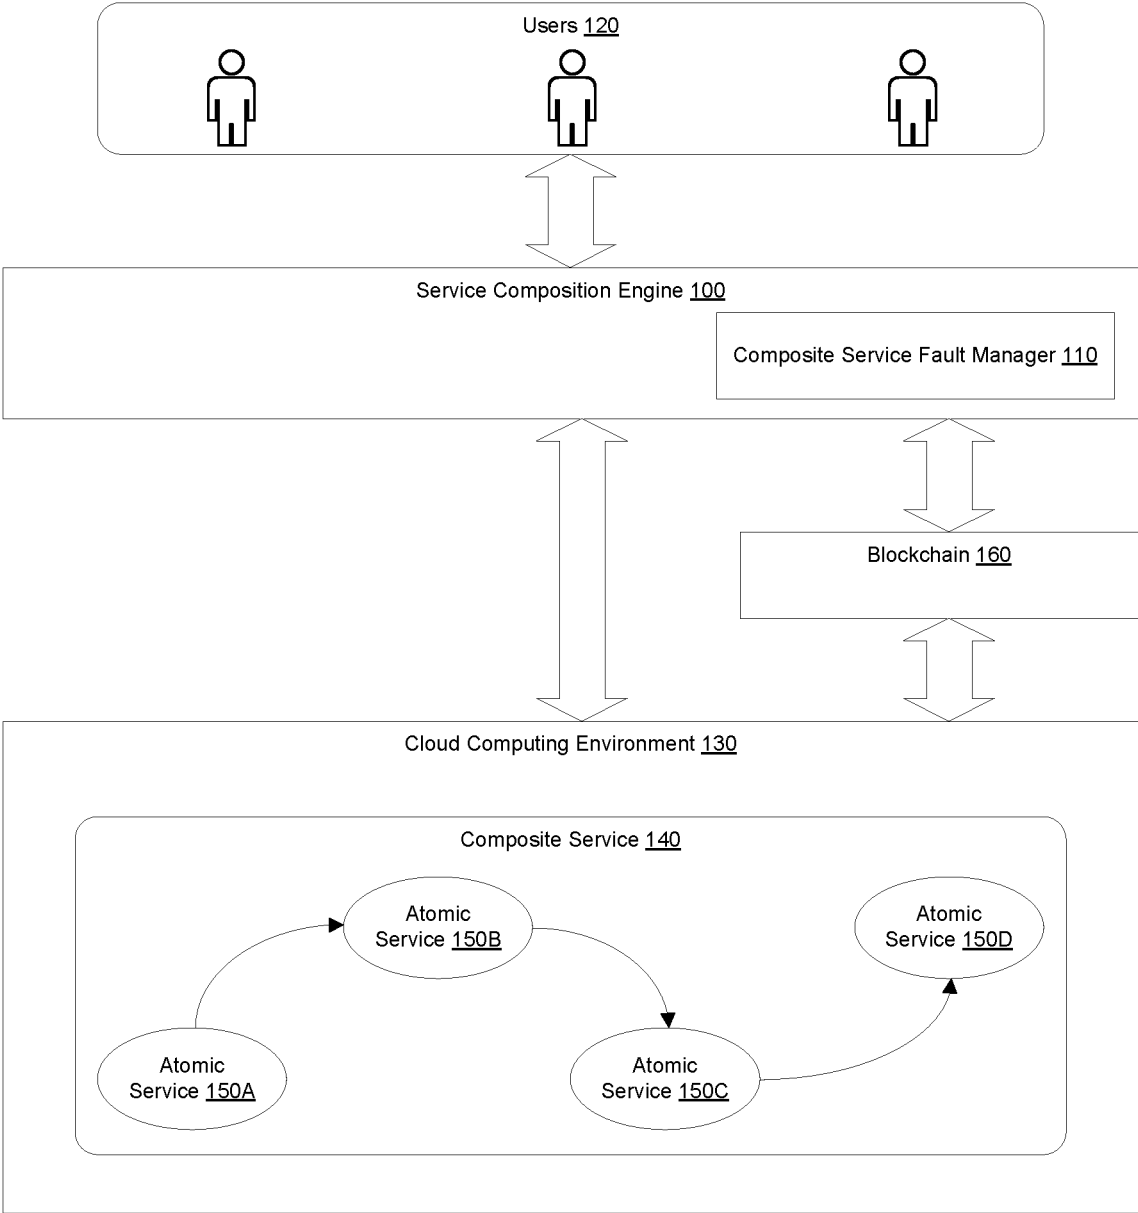 Users 120
Service Composition Engine 100
Composite Service Fault Manager 110
Blockchain 160
Cloud Computing Environment 130
Composite Service 140
Atomic
Service 150B
Atomic
Service 150D
Atomic
Service 150A
Atomic
Service 150C